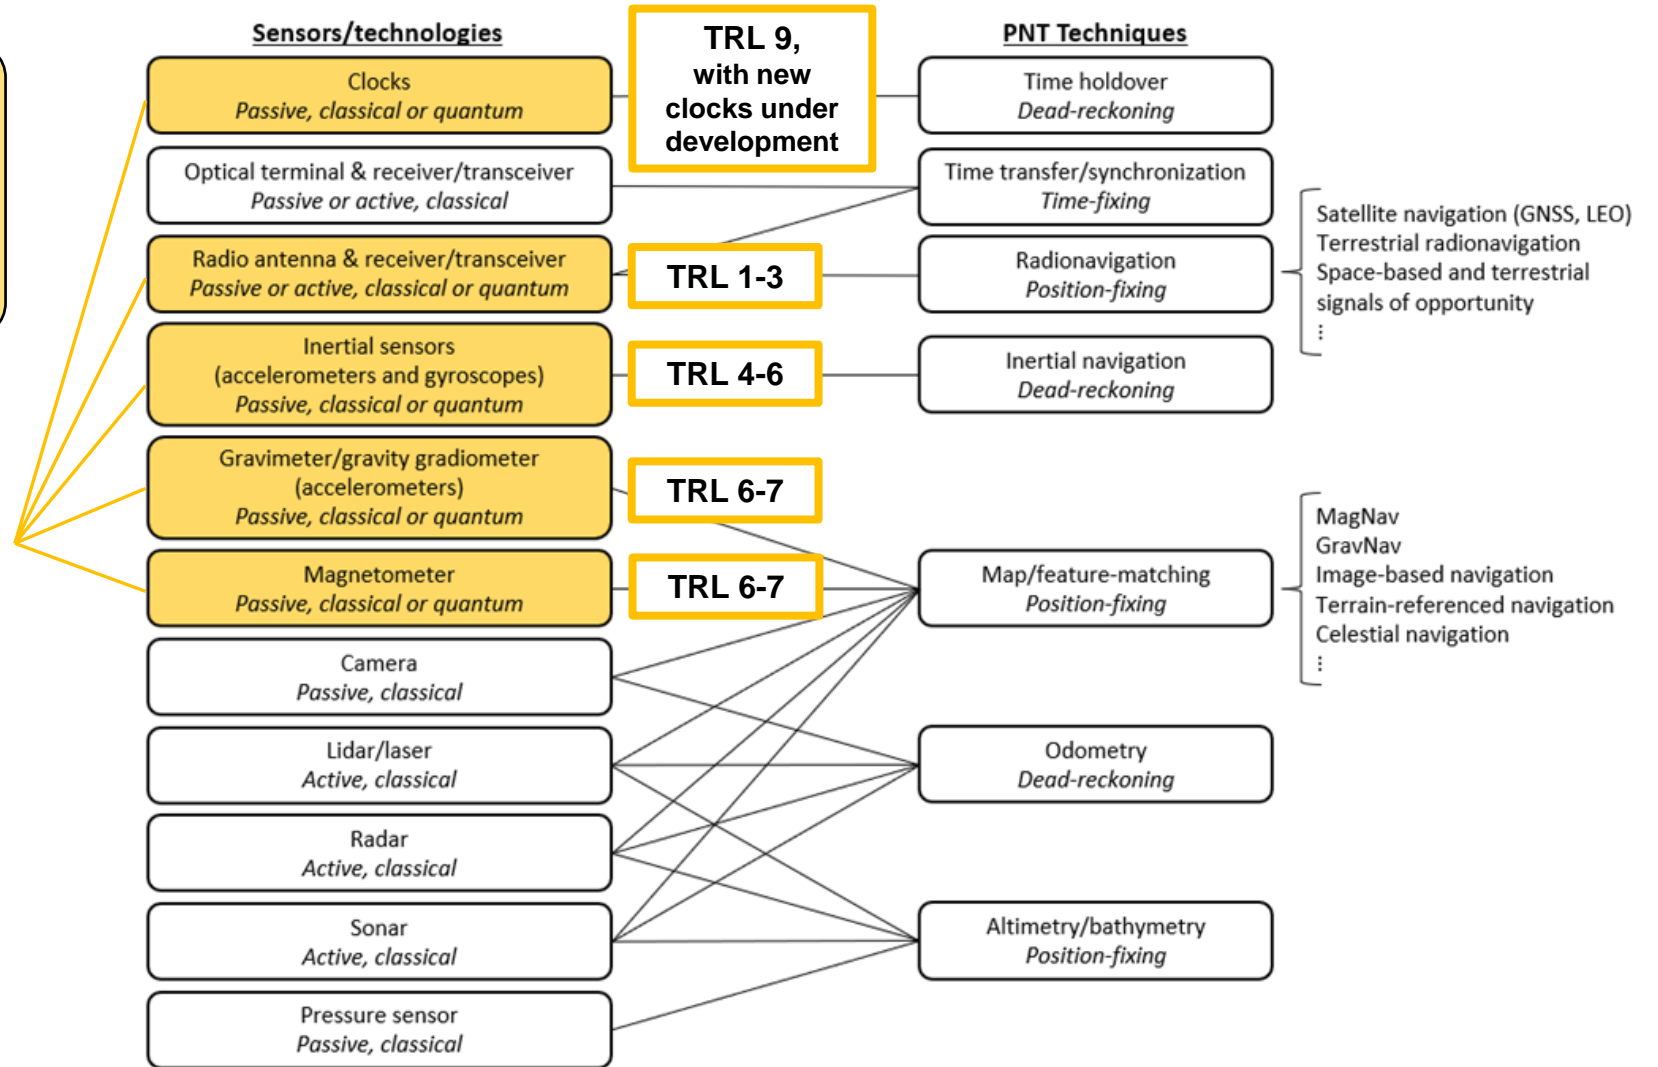 Sensors/technologies
Clocks
Passive, classical or quantum
Optical terminal & receiver/transceiver
Passive or active, classical
Radio antenna & receiver/transceiver
Passive or active, classical or quantum
Inertial sensors
(accelerometers and gyroscopes)
Passive, classical or quantum
Gravimeter/gravity gradiometer
(accelerometers)
Passive, classical or quantum
Magnetometer
Passive, classical or quantum
Camera
Passive, classical
Lidar/laser
Active, classical
Radar
Active, classical
Sonar
Active, classical
Pressure sensor
Passive, classical
TRL 9,
with new
clocks under
development
TRL 1-3
TRL 4-6
TRL 6-7
TRL 6-7
PNT Techniques
Time holdover
Dead-reckoning
Time transfer/synchronization
Time-fixing
Radionavigation
Position-fixing
Inertial navigation
Dead-reckoning
Map/feature-matching
Position-fixing
Odometry
Dead-reckoning
Altimetry/bathymetry
Position-fixing
Satellite navigation (GNSS, LEO)
Terrestrial radionavigation
Space-based and terrestrial
signals of opportunity
⋮
MagNav
GravNav
Image-based navigation
Terrain-referenced navigation
Celestial navigation
⋮